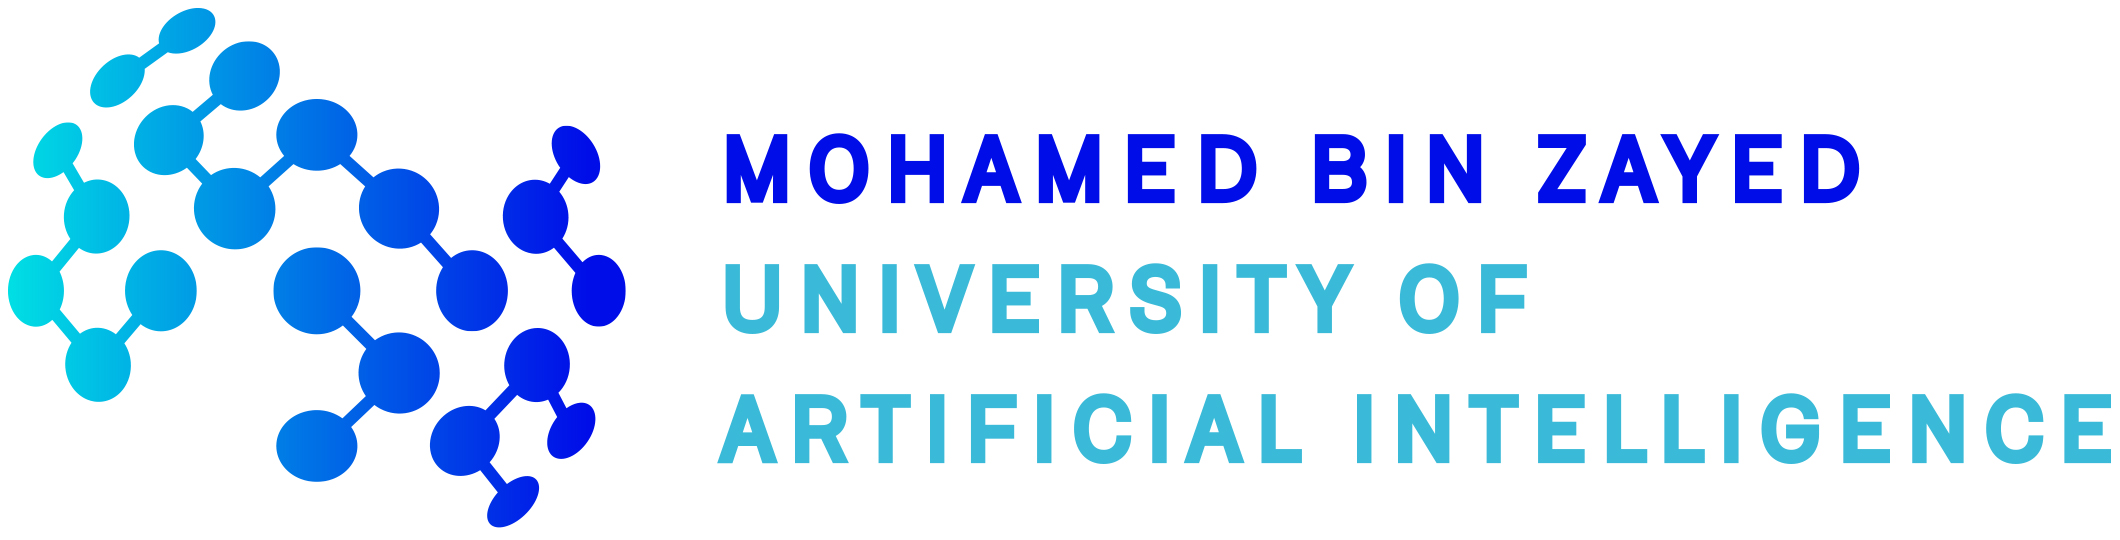 MOHAMED BIN ZAYED
UNIVERSITY OF
ARTIFICIAL INTELLIGENCE